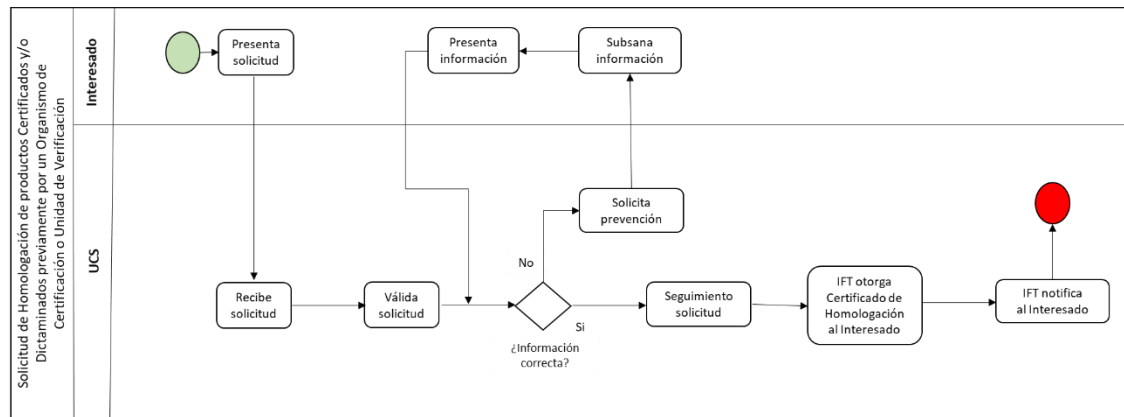 Solicitud de Homologación de productos Certificados y/o
Dictaminados previamente por un Organismo de
Certificación o Unidad de Verificación
Interesado
Presenta
solicitud
Presenta
información
Subsana
información
UCS
Solicita
prevención
No
Recibe
solicitud
Válida
solicitud
¿Información
correcta?
Si
Seguimiento
solicitud
IFT otorga
Certificado de
Homologación
al Interesado
IFT notifica
al Interesado